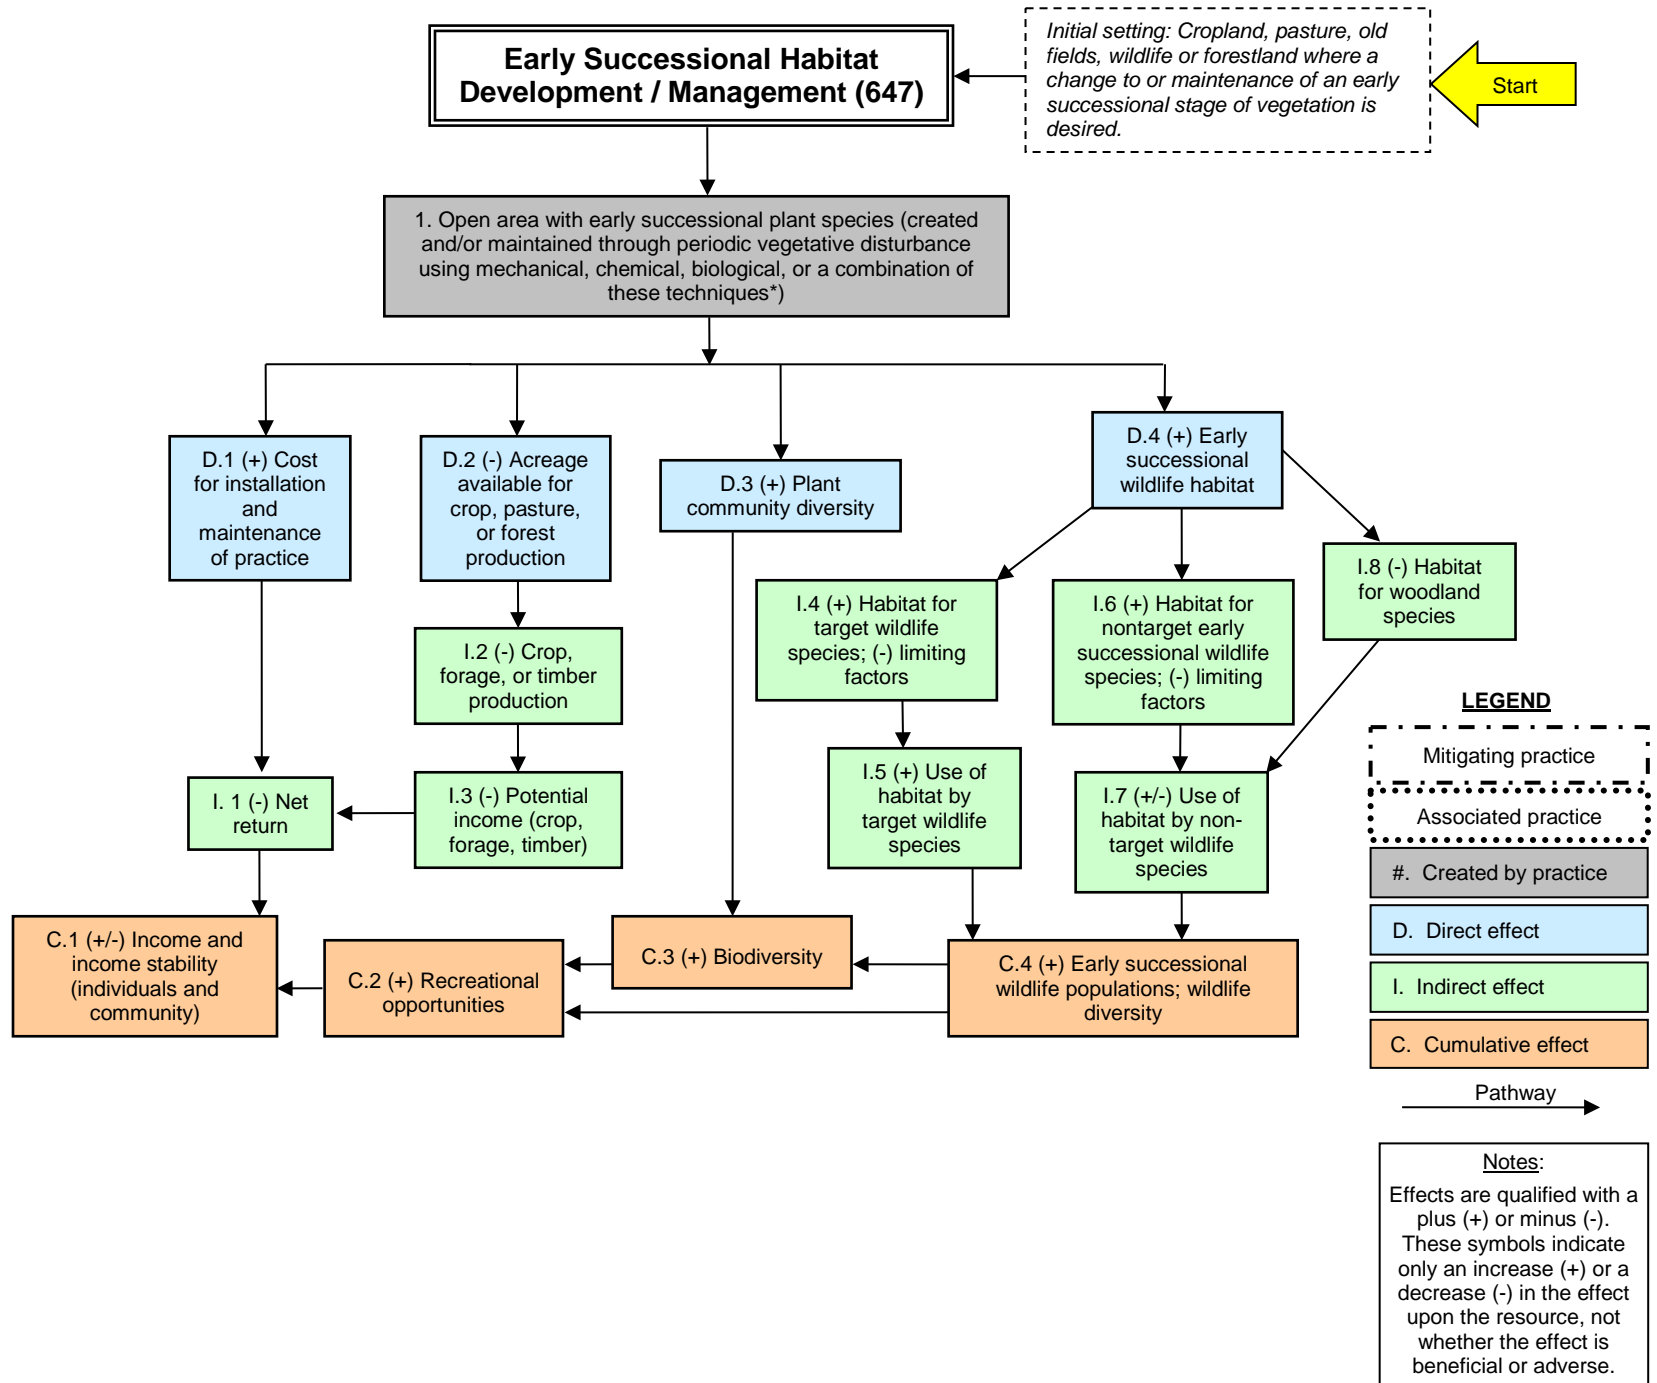 Early Successional Habitat
Development / Management (647)
Initial setting: Cropland, pasture, old
fields, wildlife or forestland where a
change to or maintenance of an early
successional stage of vegetation is
desired.
Start
1. Open area with early successional plant species (created
and/or maintained through periodic vegetative disturbance
using mechanical, chemical, biological, or a combination of
these techniques*)
D.1 (+) Cost
for installation
and
maintenance
of practice
D.2 (-) Acreage
available for
crop, pasture,
or forest
production
D.3 (+) Plant
community diversity
D.4 (+) Early
successional
wildlife habitat
I.8 (-) Habitat
for woodland
species
I.4 (+) Habitat for
target wildlife
species; (-) limiting
factors
I.6 (+) Habitat for
nontarget early
successional wildlife
species; (-) limiting
factors
I.2 (-) Crop,
forage, or timber
production
I.5 (+) Use of
habitat by
target wildlife
species
I.7 (+/-) Use of
habitat by non-
target wildlife
species
I. 1 (-) Net
return
I.3 (-) Potential
income (crop,
forage, timber)
C.1 (+/-) Income and
income stability
(individuals and
community)
C.2 (+) Recreational
opportunities
C.3 (+) Biodiversity
C.4 (+) Early successional
wildlife populations; wildlife
diversity
LEGEND
Mitigating practice
Associated practice
#. Created by practice
D. Direct effect
I. Indirect effect
C. Cumulative effect
Pathway
Notes:
Effects are qualified with a
plus (+) or minus (-).
These symbols indicate
only an increase (+) or a
decrease (-) in the effect
upon the resource, not
whether the effect is
beneficial or adverse.